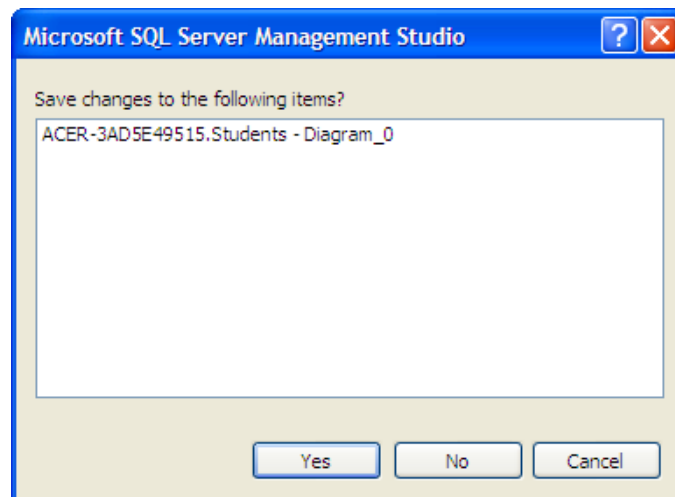 Microsoft SQL Server Management Studio
Save changes to the following items?
ACER-3AD5E49515.Students - Diagram_0
Yes No Cancel